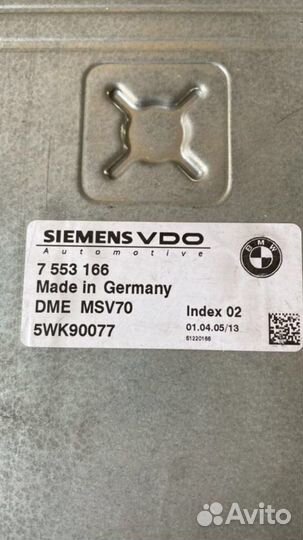 SIEMENS VDO
Automotive
BMW
7 553 166
Made in Germany
DME MSV70
Index 02
5WK90077
01.04.05/13
S1220166
Avito